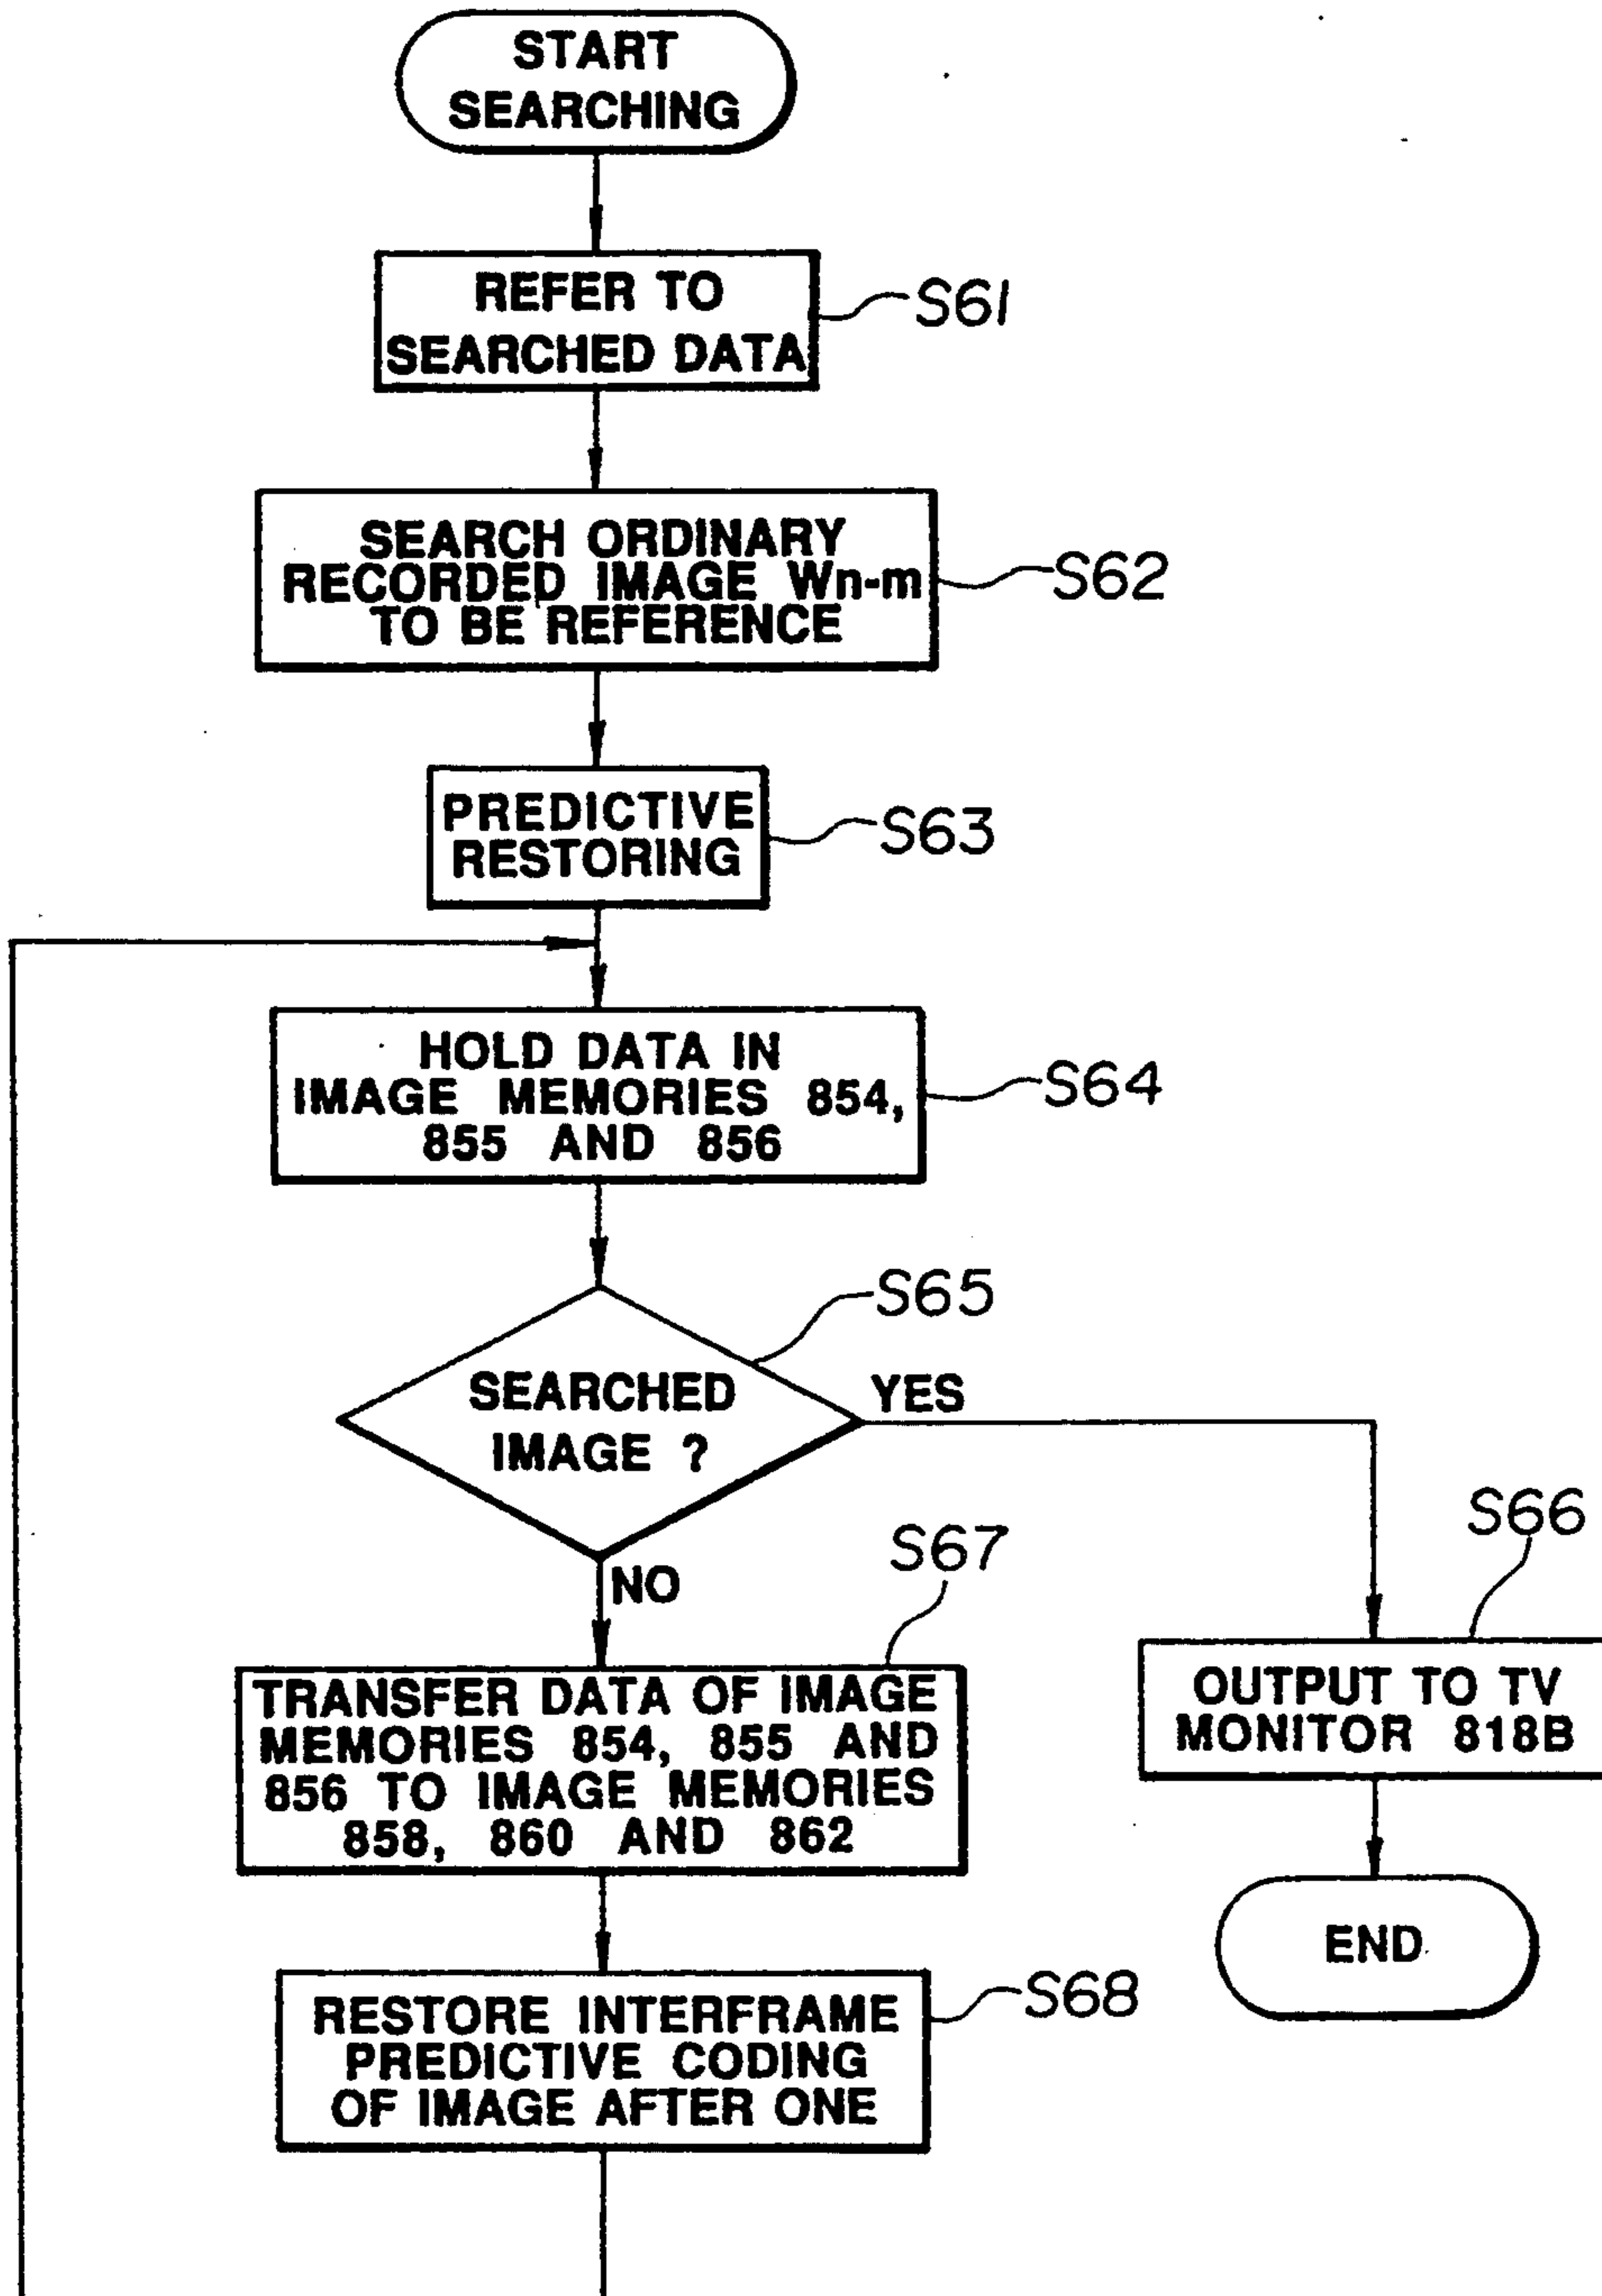 START
SEARCHING
REFER TO
SEARCHED DATA
S61
SEARCH ORDINARY
RECORDED IMAGE Wn-m
TO BE REFERENCE
S62
PREDICTIVE
RESTORING
S63
HOLD DATA IN
IMAGE MEMORIES 854,
855 AND 856
S64
S65
SEARCHED
IMAGE ?
YES
NO
S67
TRANSFER DATA OF IMAGE
MEMORIES 854, 855 AND
856 TO IMAGE MEMORIES
858, 860 AND 862
S66
OUTPUT TO TV
MONITOR 818B
END
RESTORE INTERFRAME
PREDICTIVE CODING
OF IMAGE AFTER ONE
S68